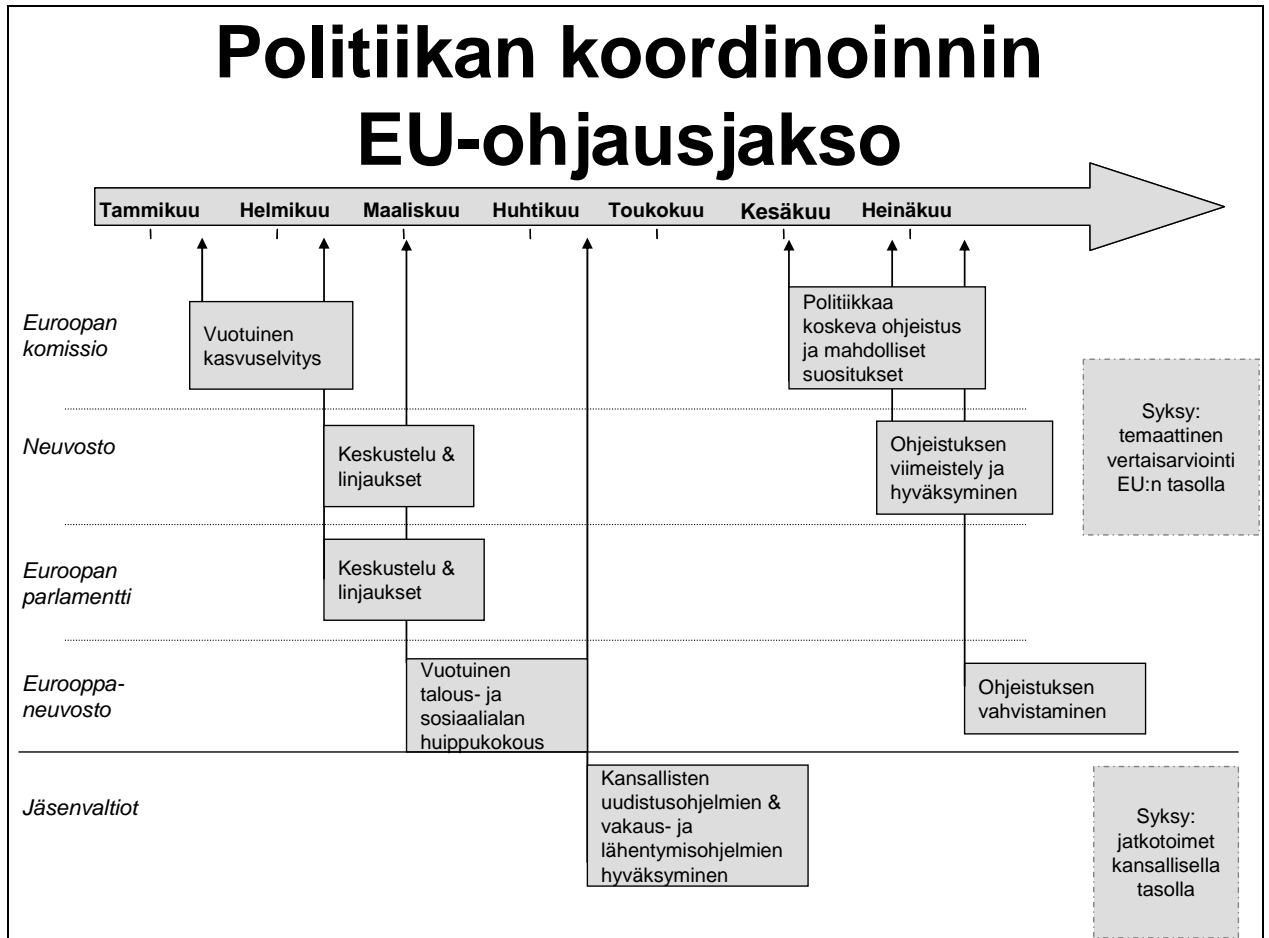 Politiikan koordinoinnin
EU-ohjausjakso
Tammikuu Helmikuu Maaliskuu Huhtikuu Toukokuu Kesäkuu Heinäkuu
Euroopan
komissio
Vuotuinen
kasvuselvitys
Politiikkaa
koskeva ohjeistus
ja mahdolliset
suositukset
Neuvosto
Keskustelu &
linjaukset
Ohjeistuksen
viimeistely ja
hyväksyminen
Syksy:
temaattinen
vertaisarviointi
EU:n tasolla
Euroopan
parlamentti
Keskustelu &
linjaukset
Eurooppa-
neuvosto
Vuotuinen
talous- ja
sosiaalialan
huippukokous
Ohjeistuksen
vahvistaminen
Jäsenvaltiot
Kansallisten
uudistusohjelmien &
vakaus- ja
lähentymisohjelmien
hyväksyminen
Syksy:
jatkotoimet
kansallisella
tasolla